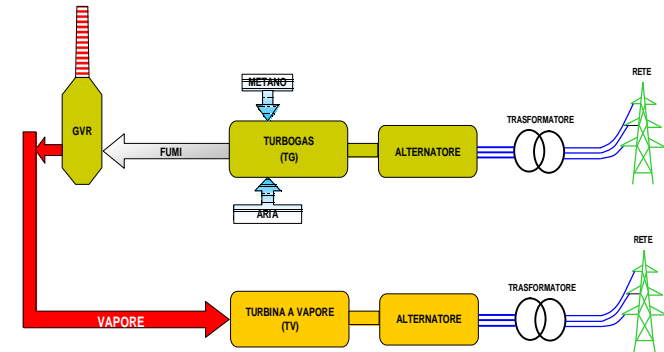 RETE
METANO
TRASFORMATORE
GVR
FUMI
TURBOGAS
(TG)
ALTERNATORE
ARIA
RETE
TRASFORMATORE
VAPORE
TURBINA A VAPORE
(TV)
ALTERNATORE